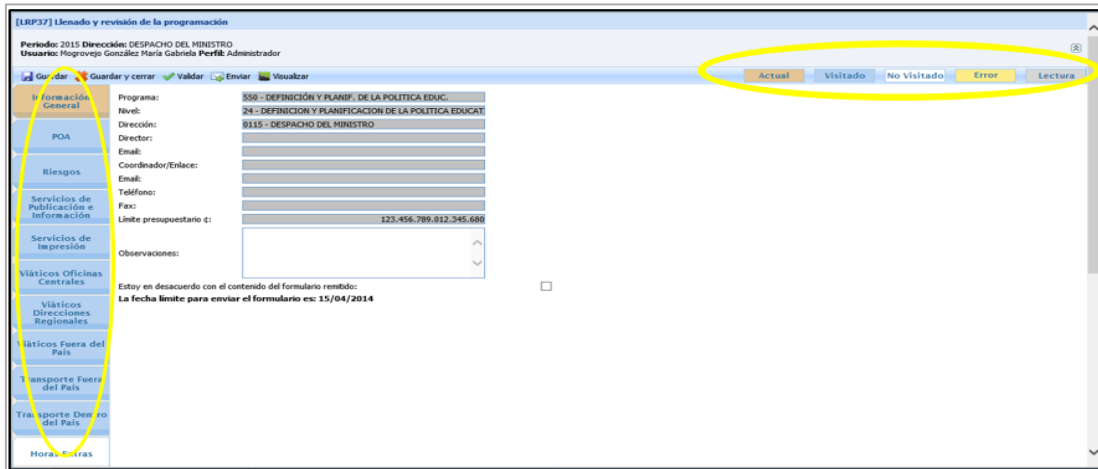 [LRP37] Llenado y revisión de la programación
Periodo: 2015 Dirección: DESPACHO DEL MINISTRO
Usuario: Mogrovejo González María Gabriela Perfil: Administrador
Guardar Guardar y cerrar Validar Enviar Visualizar
Actual Visitado No Visitado Error Lectura
Información General
POA
Riesgos
Servicios de Publicación e Información
Servicios de Impresión
Viáticos Oficinas Centrales
Viáticos Direcciones Regionales
Viáticos Fuera del País
Transporte Fuera del País
Transporte Dentro del País
Horas Extras
Programa: 550 - DEFINICIÓN Y PLANIF. DE LA POLITICA EDUC.
Nivel: 24 - DEFINICION Y PLANIFICACION DE LA POLITICA EDUCAT
Dirección: 0115 - DESPACHO DEL MINISTRO
Director:
Email:
Coordinador/Enlace:
Email:
Teléfono:
Fax:
Límite presupuestario ¢: 123.456.789.012.345.680
Observaciones:
Estoy en desacuerdo con el contenido del formulario remitido:
La fecha límite para enviar el formulario es: 15/04/2014